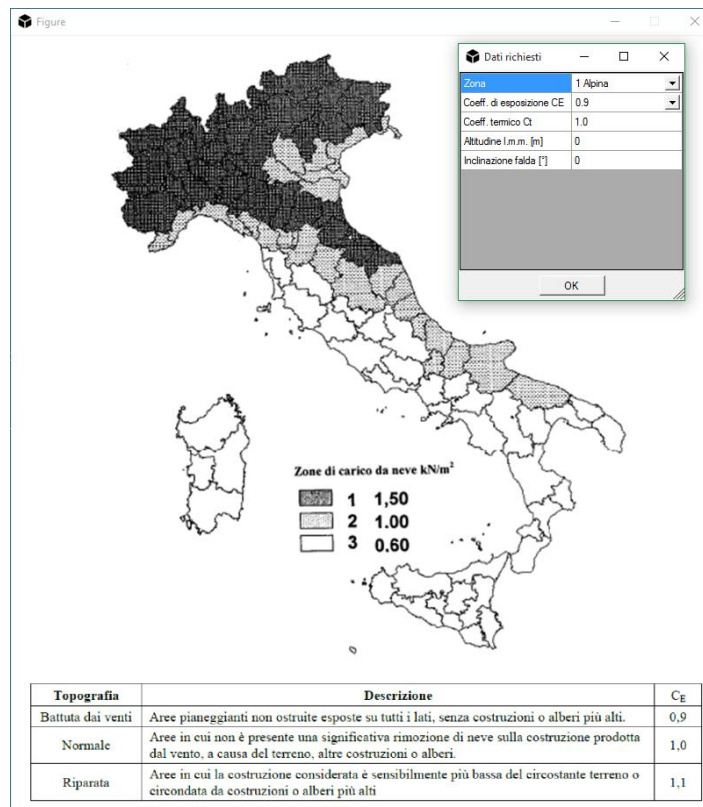 Figure
Dati richiesti
Zona 1 Alpina
Coeff. di esposizione CE 0.9
Coeff. termico Ct 1.0
Altitudine l.m.m. [m] 0
Inclinazione falda [°] 0
OK
Zone di carico da neve kN/m²
1 1,50
2 1.00
3 0.60
Topografia Descrizione CE
Battuta dai venti Aree pianeggianti non ostruite esposte su tutti i lati, senza costruzioni o alberi più alti. 0,9
Normale Aree in cui non è presente una significativa rimozione di neve sulla costruzione prodotta
dal vento, a causa del terreno, altre costruzioni o alberi. 1,0
Riparata Aree in cui la costruzione considerata è sensibilmente più bassa del circostante terreno o
circondata da costruzioni o alberi più alti 1,1